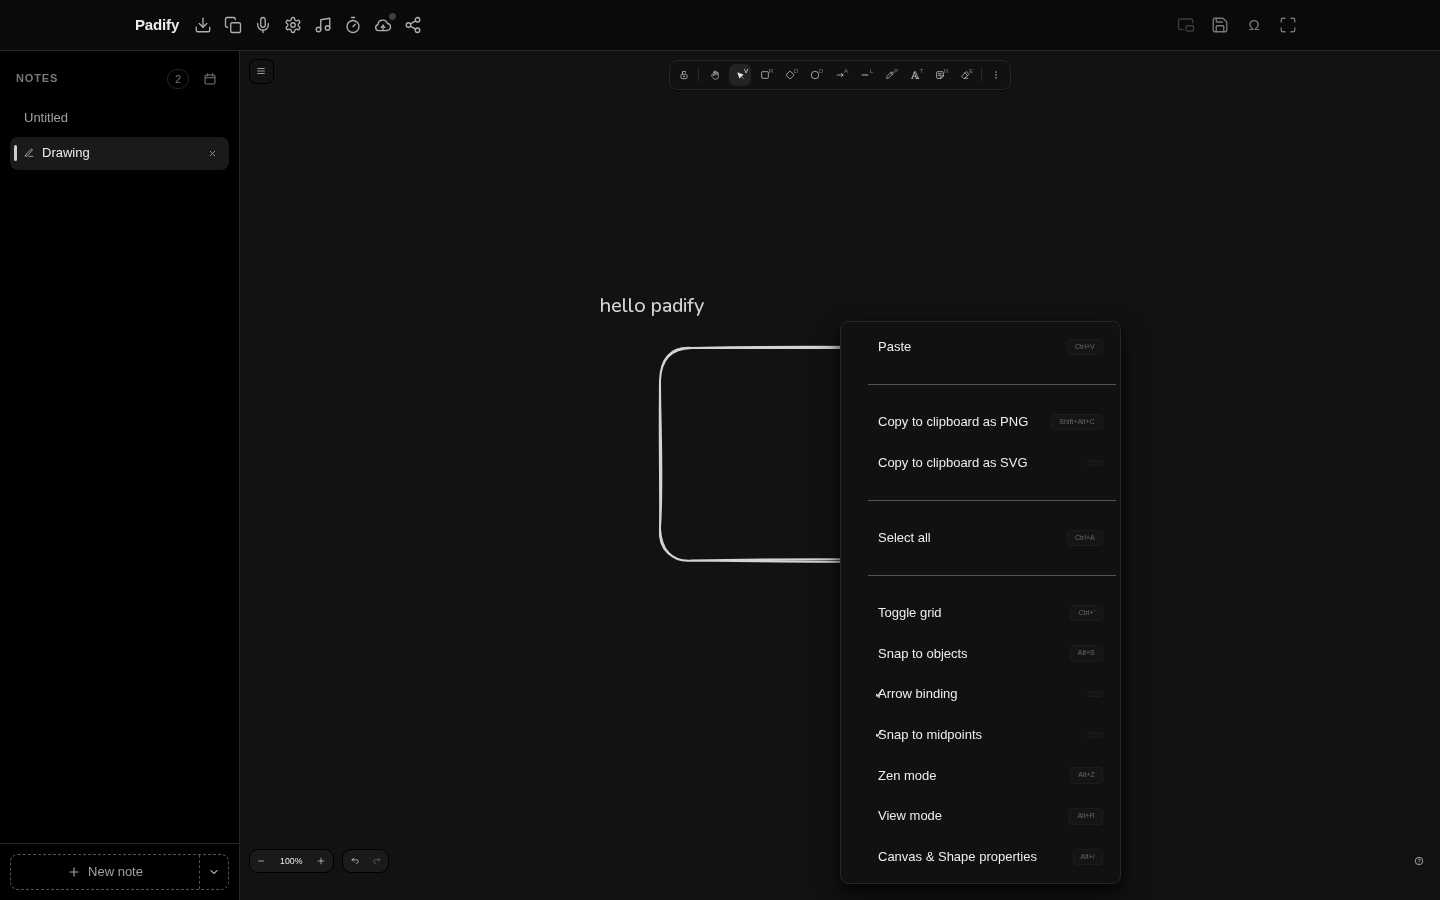 Padify
Ω
NOTES
2
Untitled
Drawing
New note
V
R
D
O
A
L
P
T
N
E
hello padify
Paste
Ctrl+V
Copy to clipboard as PNG
Shift+Alt+C
Copy to clipboard as SVG
Select all
Ctrl+A
Toggle grid
Ctrl+'
Snap to objects
Alt+S
Arrow binding
Snap to midpoints
Zen mode
Alt+Z
View mode
Alt+R
Canvas & Shape properties
Alt+/
100%